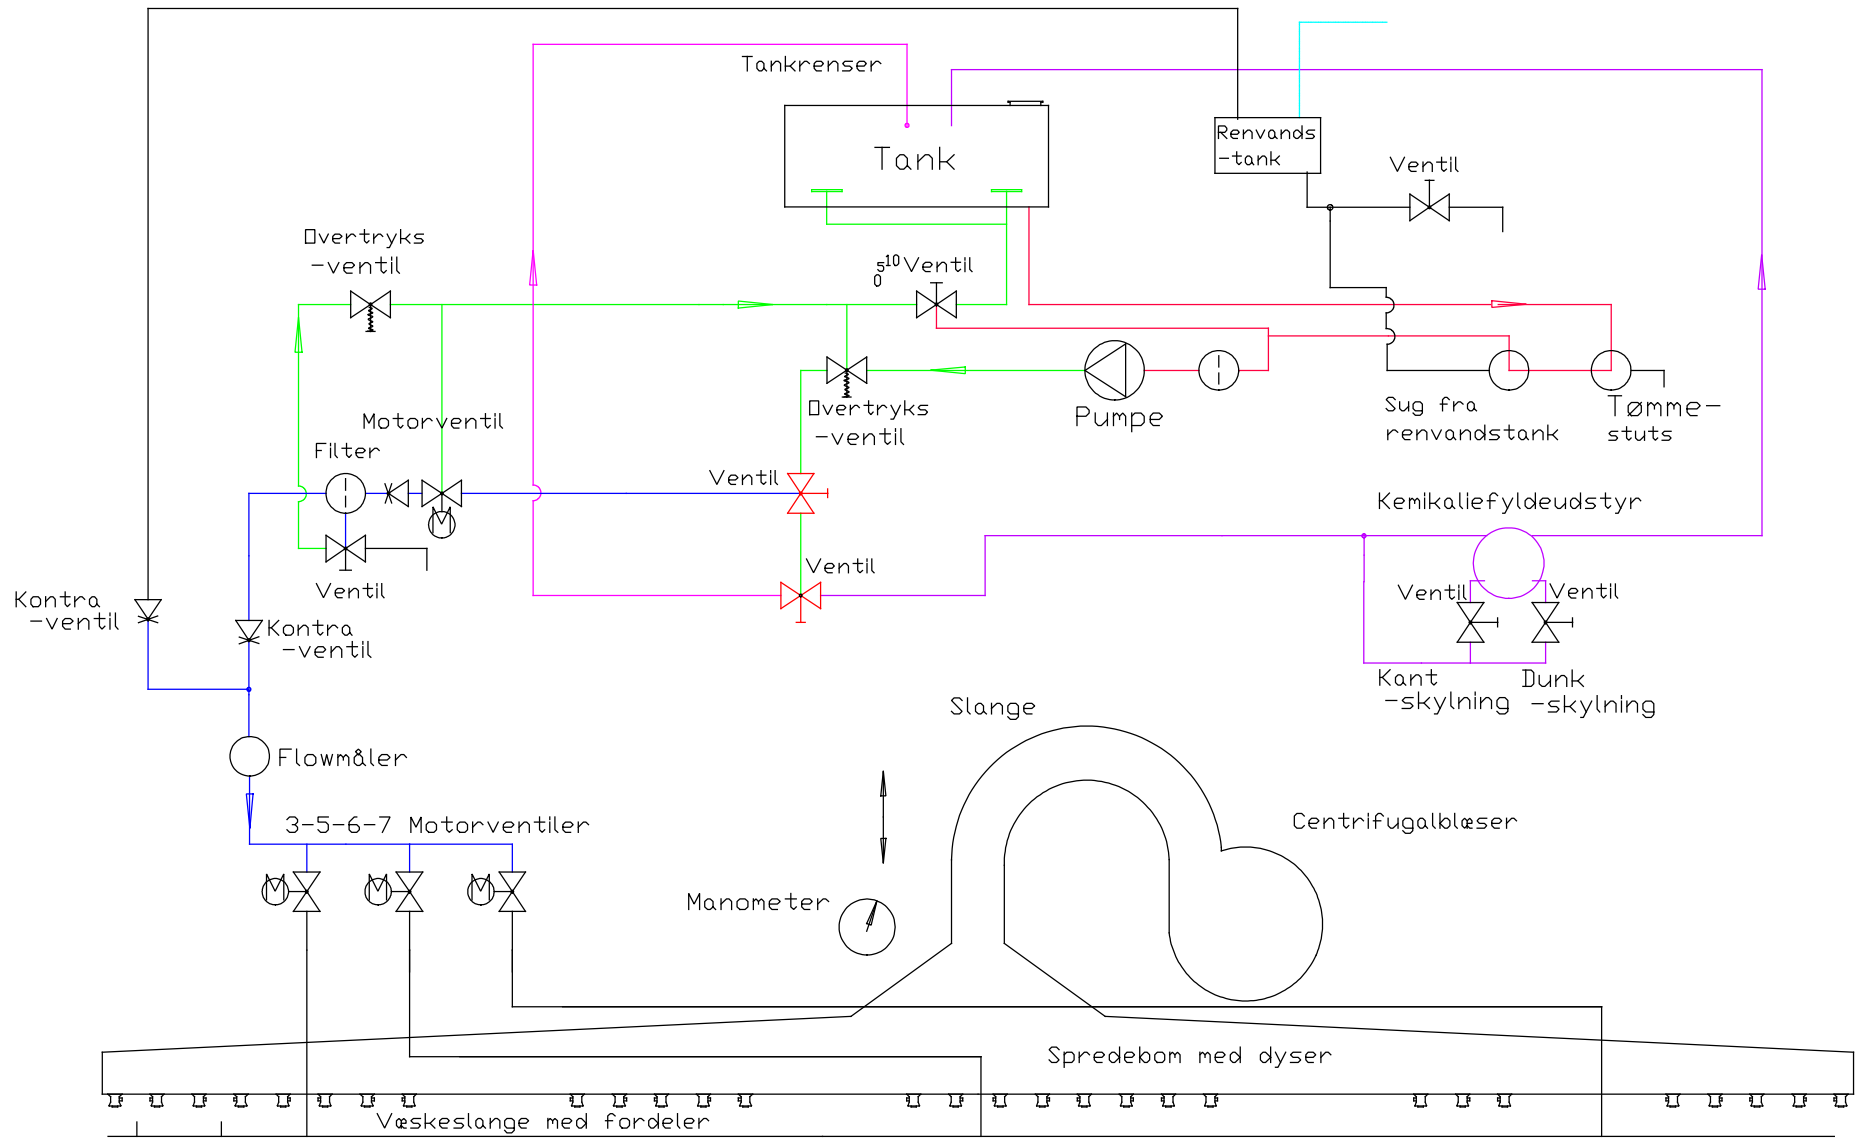 Tankrenser
Tank
Renvands
-tank
Ventil
Overtryks
-ventil
5 10 Ventil
0
Motorventil
Filter
Overtryks
-ventil
Pumpe
Sug fra
renvandstank
Tømme-
stuts
Ventil
Kemikaliefyldeudstyr
Ventil
Ventil
Ventil
Ventil
Kontra
-ventil
Kontra
-ventil
Kant
-skylning
Dunk
-skylning
Slange
Flowmåler
3-5-6-7 Motorventiler
Centrifugalblæser
M
M
M
M
Manometer
Spredebom med dyser
Væskeslange med fordeler